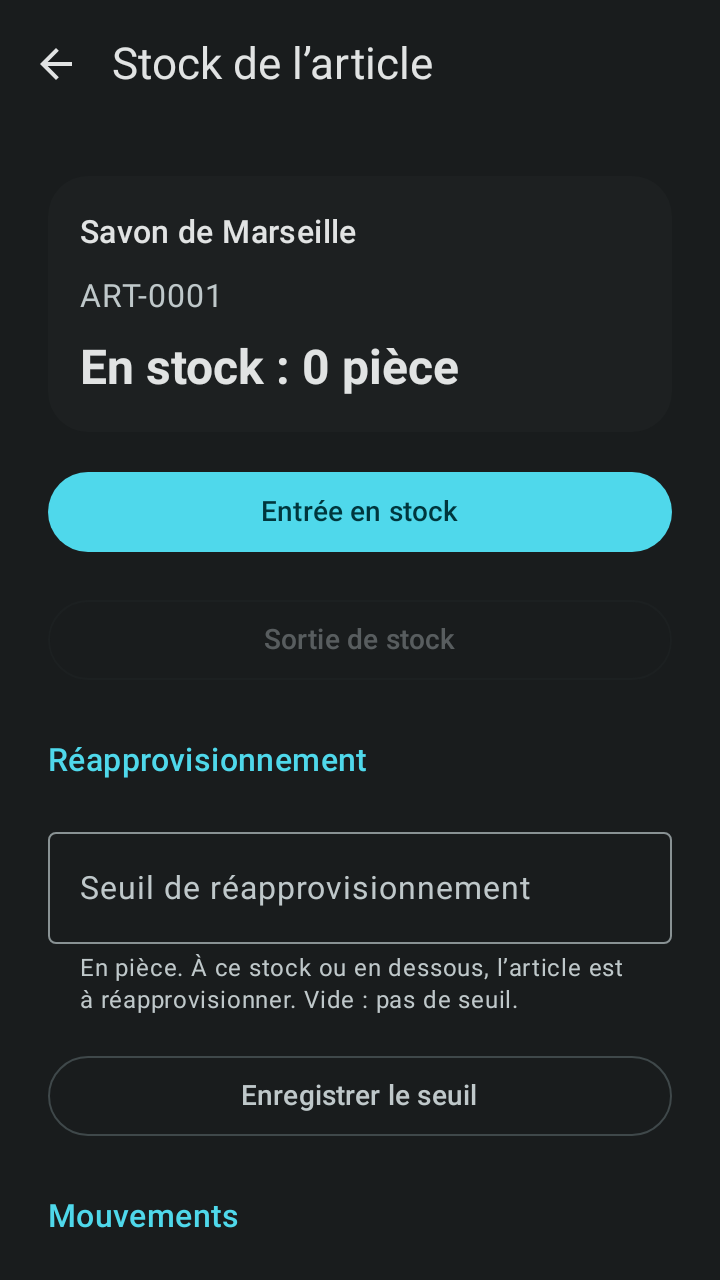 Stock de l’article
Savon de Marseille
ART-0001
En stock : 0 pièce
Entrée en stock
Sortie de stock
Réapprovisionnement
Seuil de réapprovisionnement
En pièce. À ce stock ou en dessous, l’article est
à réapprovisionner. Vide : pas de seuil.
Enregistrer le seuil
Mouvements